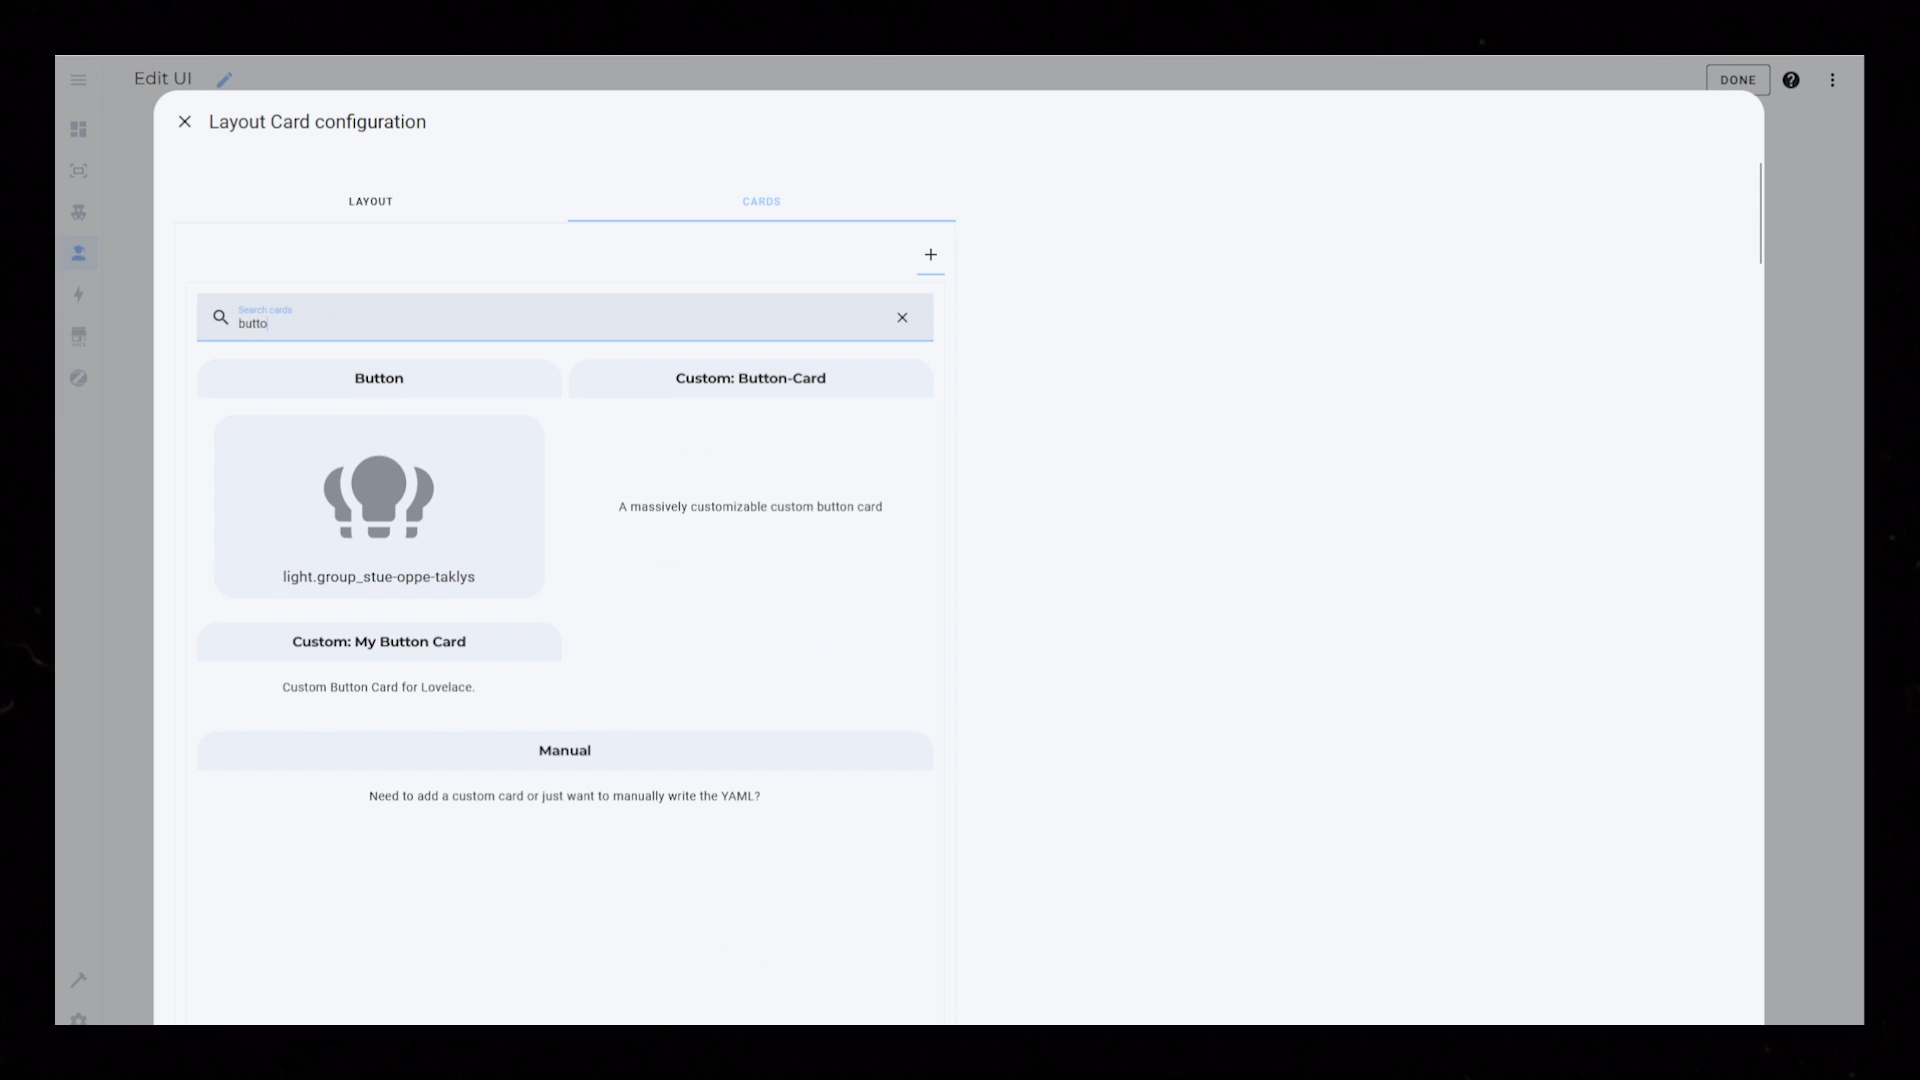 Edit UI
DONE
Layout Card configuration
LAYOUT
CARDS
Search cards
butto
Button
Custom: Button-Card
light.group_stue-oppe-taklys
A massively customizable custom button card
Custom: My Button Card
Custom Button Card for Lovelace.
Manual
Need to add a custom card or just want to manually write the YAML?